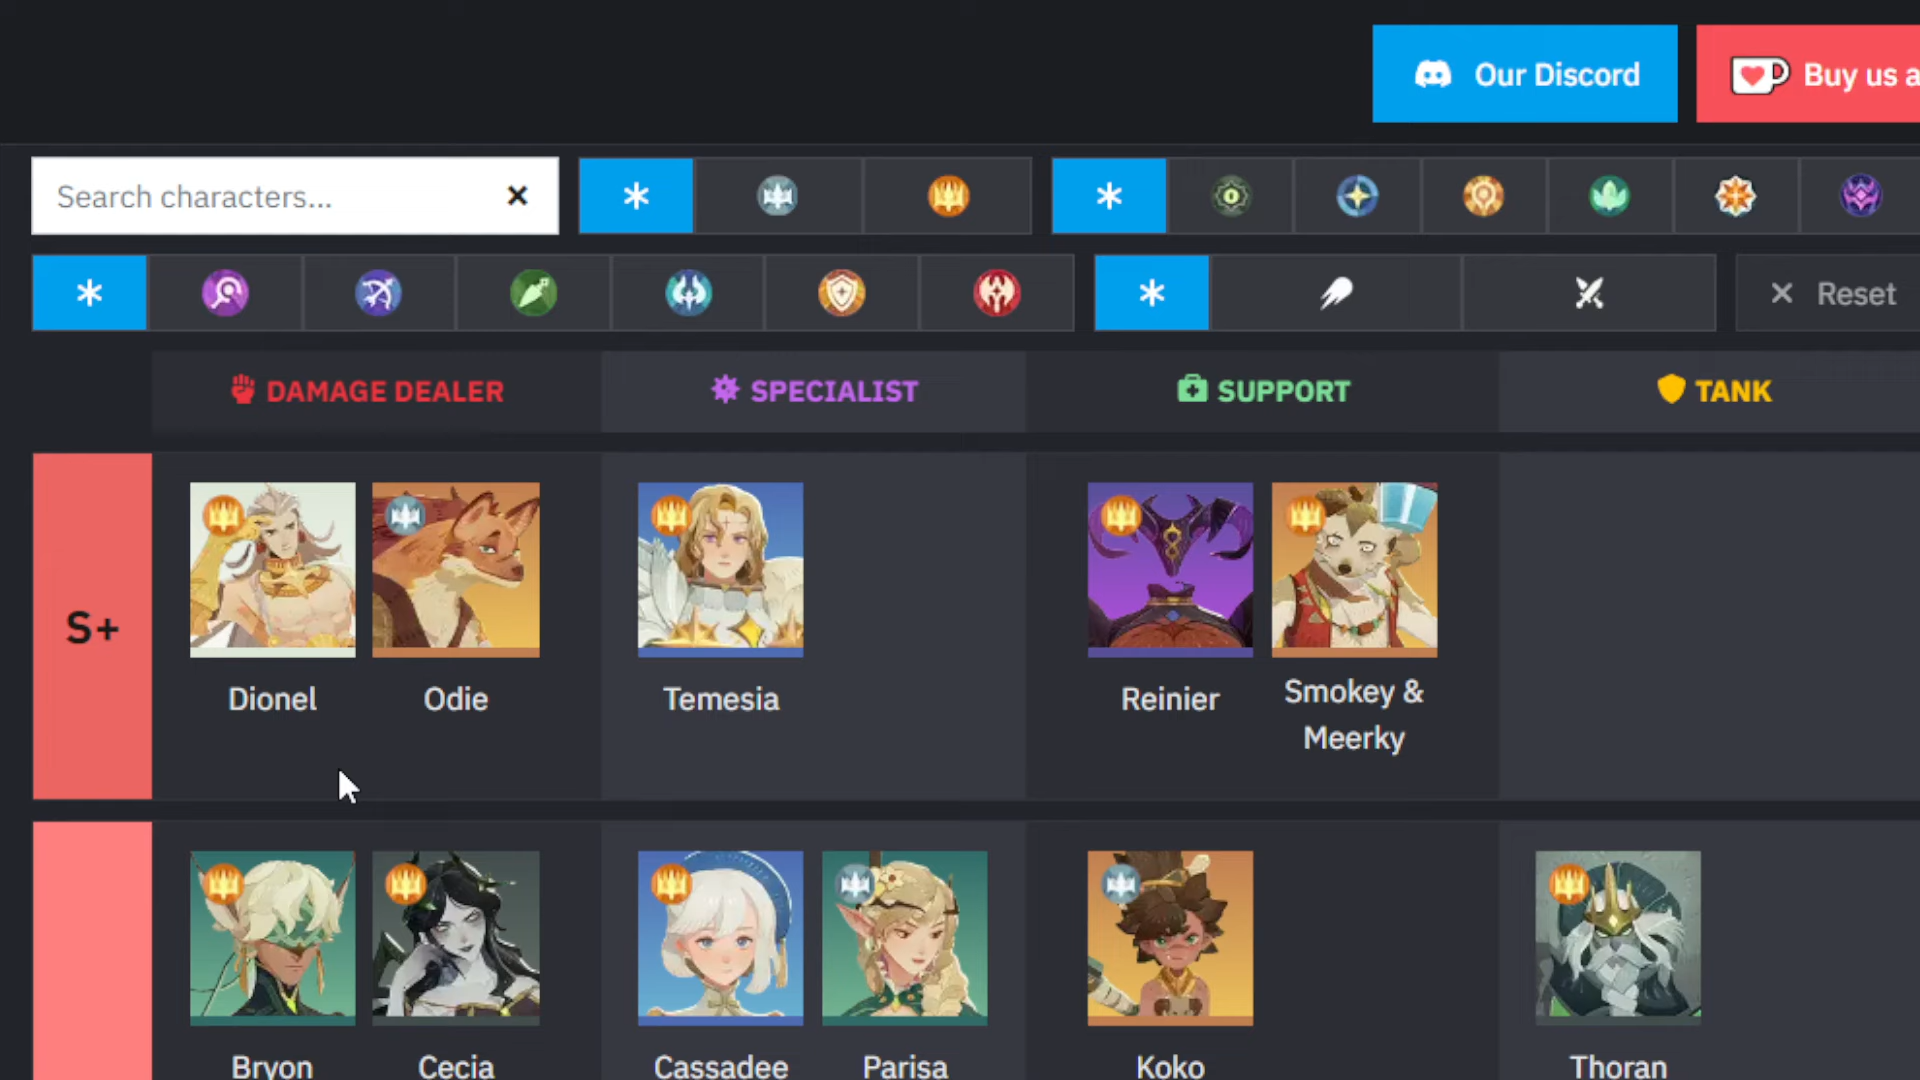 Our Discord
Buy us a
Search characters...
Reset
DAMAGE DEALER
SPECIALIST
SUPPORT
TANK
S+
Dionel
Odie
Temesia
Reinier
Smokey &
Meerky
Bryon
Cecia
Cassadee
Parisa
Koko
Thoran